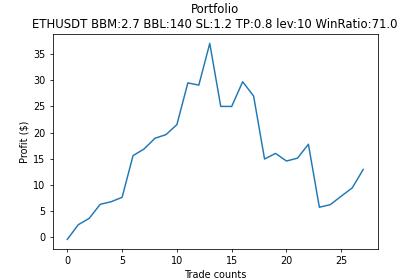 Portfolio
ETHUSDT BBM:2.7 BBL:140 SL:1.2 TP:0.8 lev:10 WinRatio:71.0
35
30
25
20
15
10
5
0
Profit ($)
0 5 10 15 20 25
Trade counts